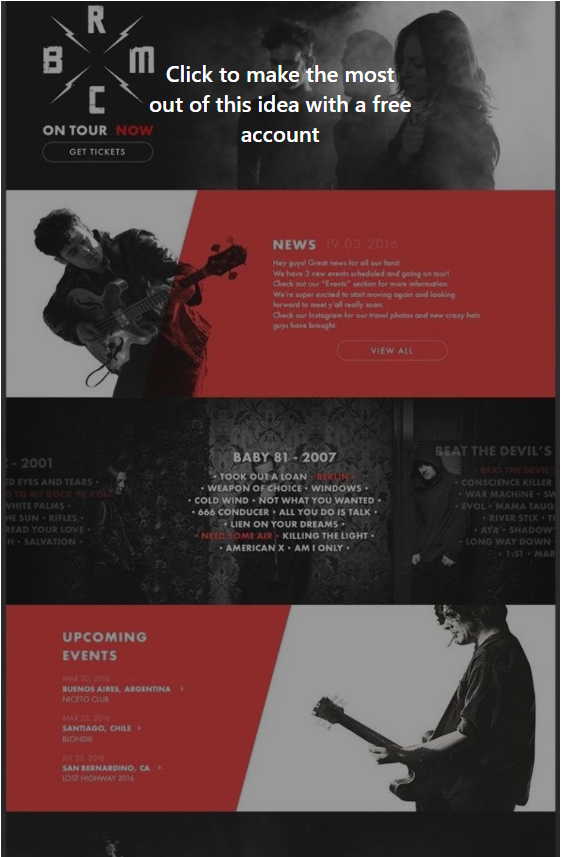 R
B M
C
Click to make the most
out of this idea with a free
account
ON TOUR NOW
GET TICKETS
NEWS 19.03.2016
Hey guys! Great news for all our fans!
We have 3 new events scheduled and going on tour!
Check out our "Events" section for more information.
We're super excited to start moving again and looking
forward to meet y'all really soon.
Check our Instagram for our travel photos and new crazy hats
guys have brought.
VIEW ALL
- 2001
ED EYES AND TEARS •
D TO MY ROCK 'N' ROLL
WHITE PALMS •
HE SUN • RIFLES •
READ YOUR LOVE •
H • SALVATION •
BABY 81 - 2007
• TOOK OUT A LOAN • BERLIN •
• WEAPON OF CHOICE • WINDOWS •
• COLD WIND • NOT WHAT YOU WANTED •
• 666 CONDUCER • ALL YOU DO IS TALK •
• LIEN ON YOUR DREAMS •
• NEED SOME AIR • KILLING THE LIGHT •
• AMERICAN X • AM I ONLY •
BEAT THE DEVIL'S
• BEAT THE DEVIL'S
• CONSCIENCE KILLER
• WAR MACHINE • SW
• EVOL • MAMA TAUG
• RIVER STIX • T
• AYA • SHADOW
• LONG WAY DOWN
• 1:51 • MAR
UPCOMING
EVENTS
MAR 20, 2016
BUENOS AIRES, ARGENTINA
NICETO CLUB
MAR 22, 2016
SANTIAGO, CHILE
BLONDIE
JUL 23, 2016
SAN BERNARDINO, CA
LOST HIGHWAY 2016